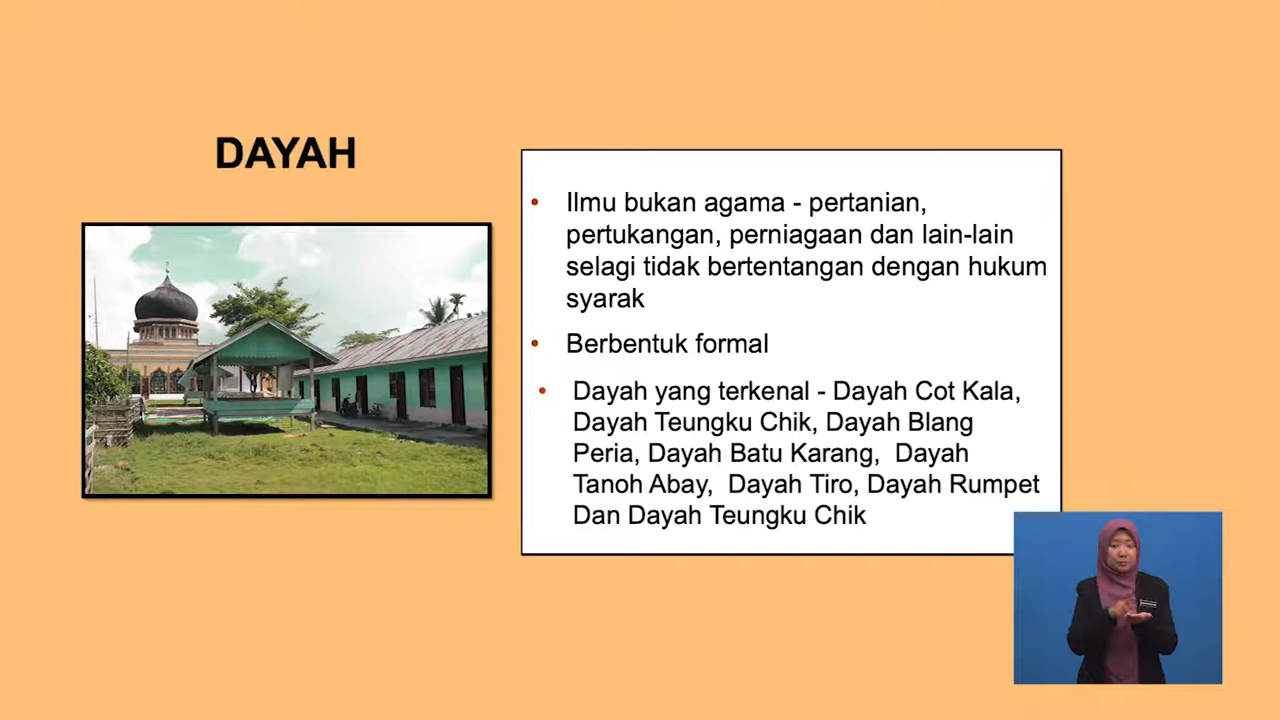 DAYAH
• Ilmu bukan agama - pertanian,
pertukangan, perniagaan dan lain-lain
selagi tidak bertentangan dengan hukum
syarak
• Berbentuk formal
• Dayah yang terkenal - Dayah Cot Kala,
Dayah Teungku Chik, Dayah Blang
Peria, Dayah Batu Karang,  Dayah
Tanoh Abay,  Dayah Tiro, Dayah Rumpet
Dan Dayah Teungku Chik